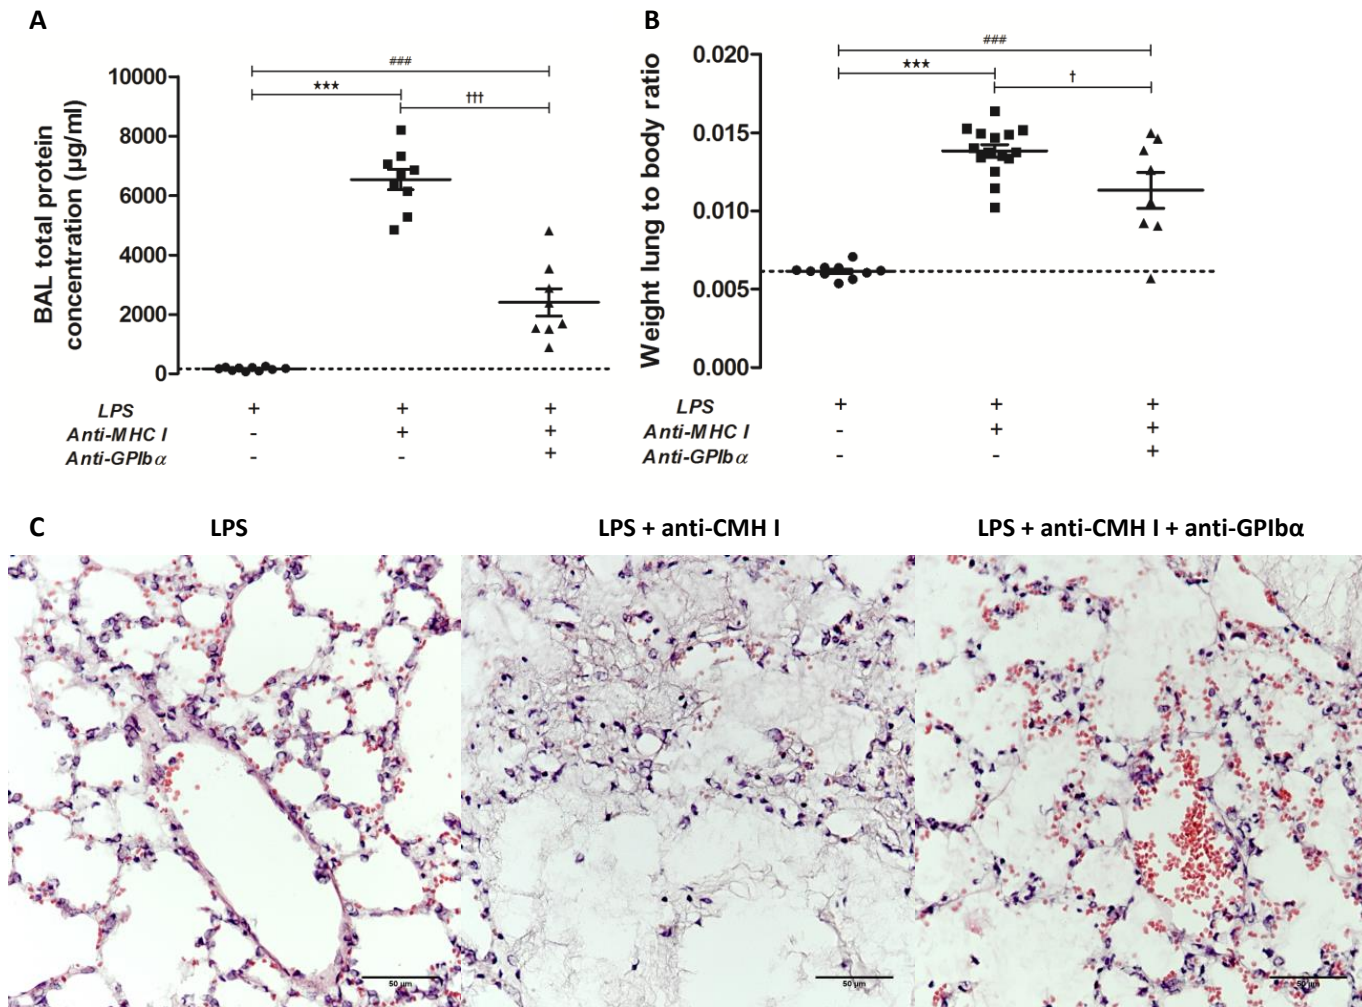 A
BAL total protein
concentration (µg/ml)
10000
8000
6000
4000
2000
0
###
***
†††
LPS + + +
Anti-MHC I - + +
Anti-GPIbα - - +
B
Weight lung to body ratio
0.020
0.015
0.010
0.005
0.000
###
***
†
LPS + + +
Anti-MHC I - + +
Anti-GPIbα - - +
C
LPS
LPS + anti-CMH I
LPS + anti-CMH I + anti-GPIbα
50 µm
50 µm
50 µm